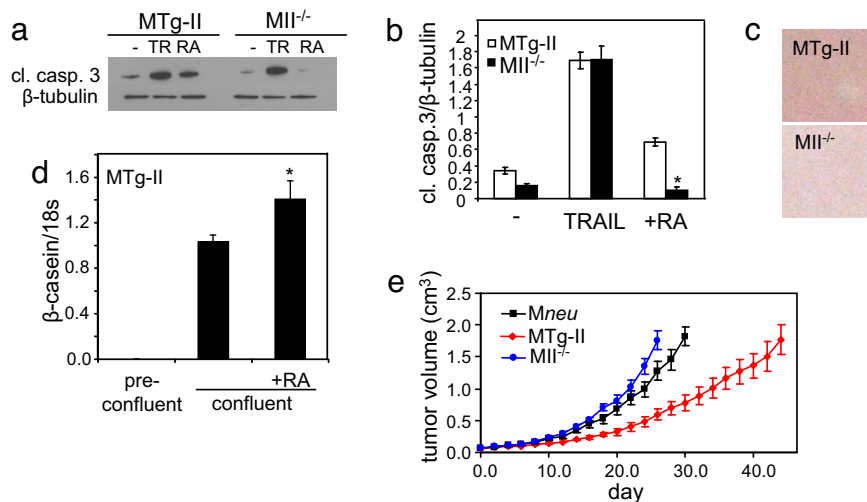 a
MTg-II MII-/-
- TR RA - TR RA
cl. casp. 3
β-tubulin
b
cl. casp.3/β-tubulin
MTg-II
MII-/-
1.8
1.6
1.4
1.2
1
0.8
0.6
0.4
0.2
0
- TRAIL +RA
*
c
MTg-II
MII-/-
d
MTg-II
β-casein/18s
1.6
1.2
0.8
0.4
0.0
*
pre-
confluent
+RA
confluent
e
tumor volume (cm3)
Mneu
MTg-II
MII-/-
2.5
2.0
1.5
1.0
0.5
0.0
0.0 10.0 20.0 30.0 40.0
day